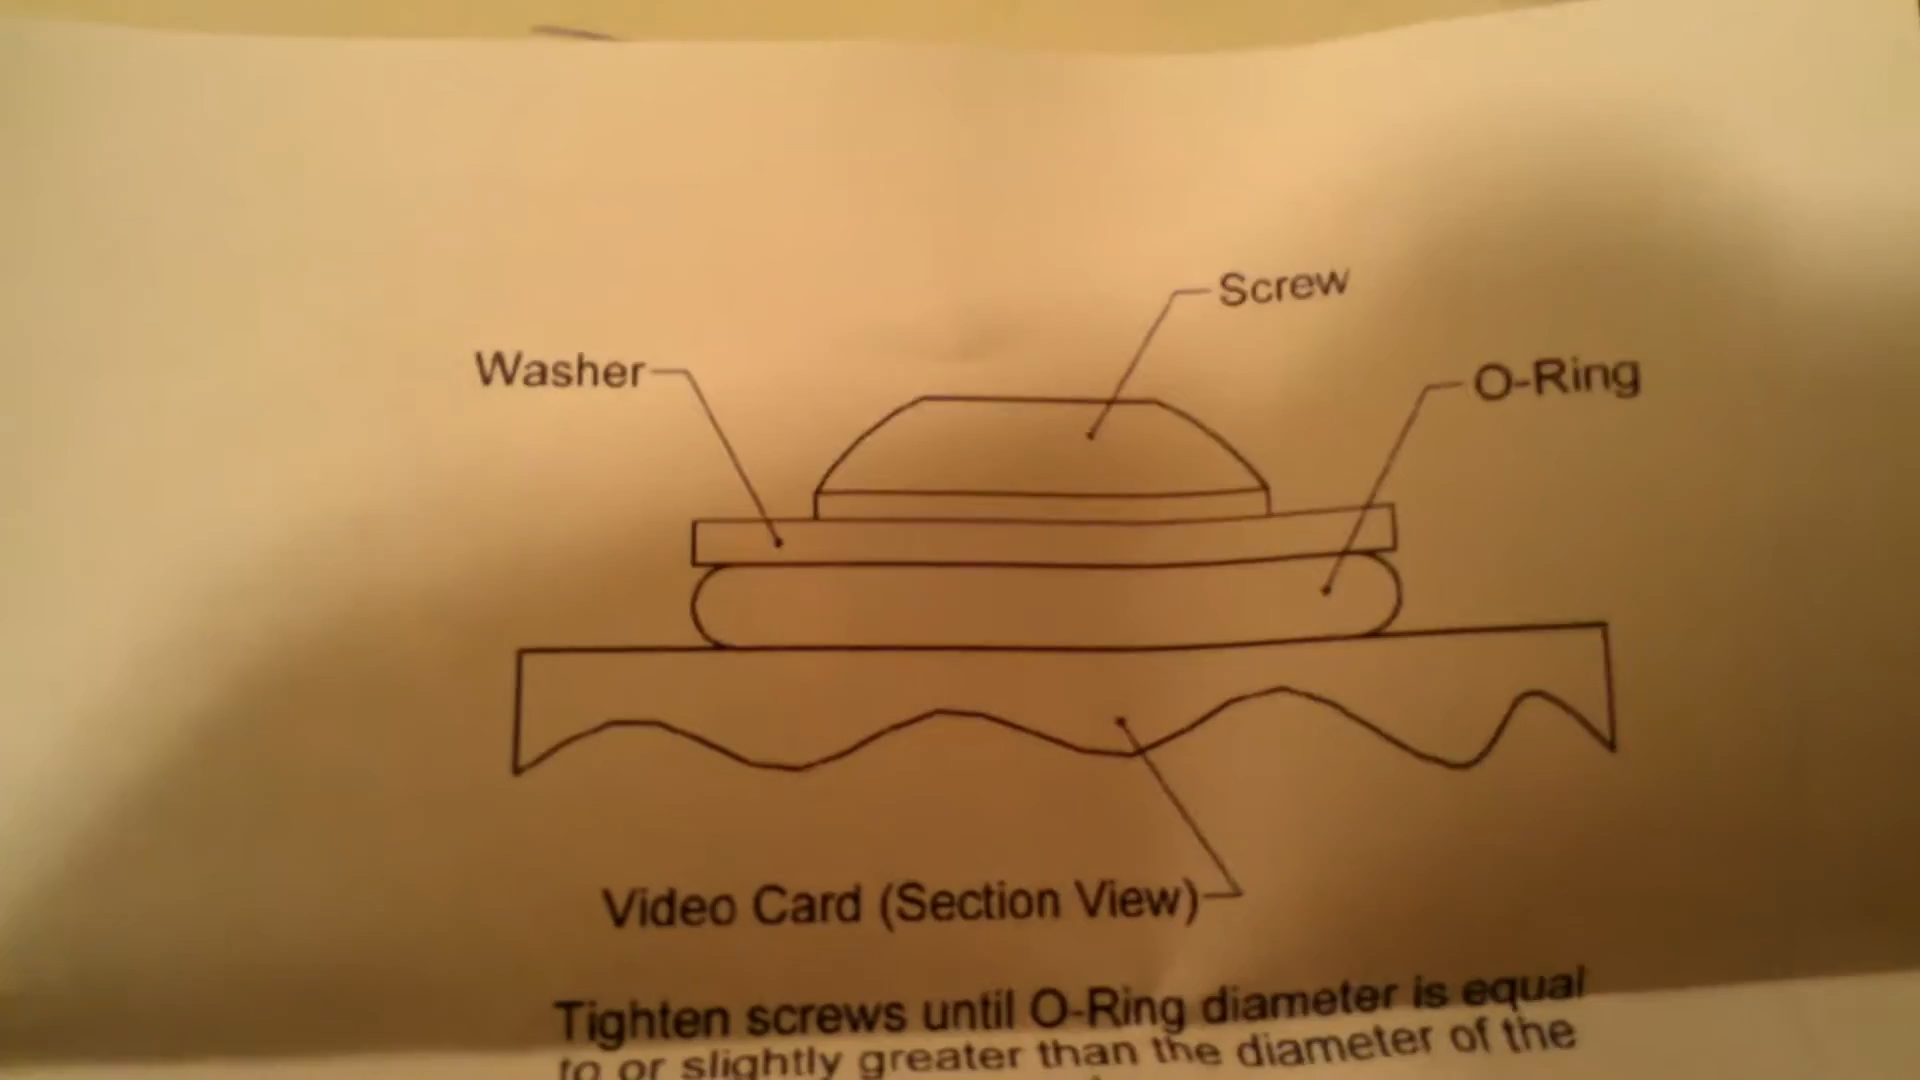 Screw
Washer
O-Ring
Video Card (Section View)
Tighten screws until O-Ring diameter is equal
to or slightly greater than the diameter of the